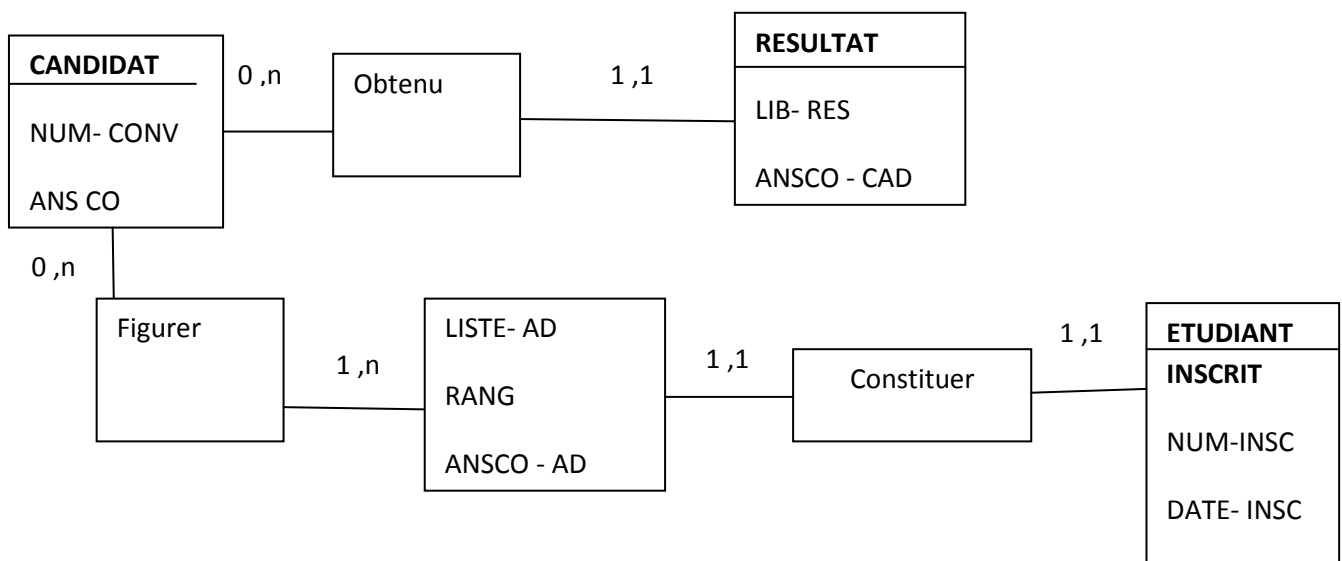 CANDIDAT
NUM- CONV
ANS CO
0 ,n
Obtenu
1 ,1
RESULTAT
LIB- RES
ANSCO - CAD
0 ,n
Figurer
1 ,n
LISTE- AD
RANG
ANSCO - AD
1 ,1
Constituer
1 ,1
ETUDIANT
INSCRIT
NUM-INSC
DATE- INSC